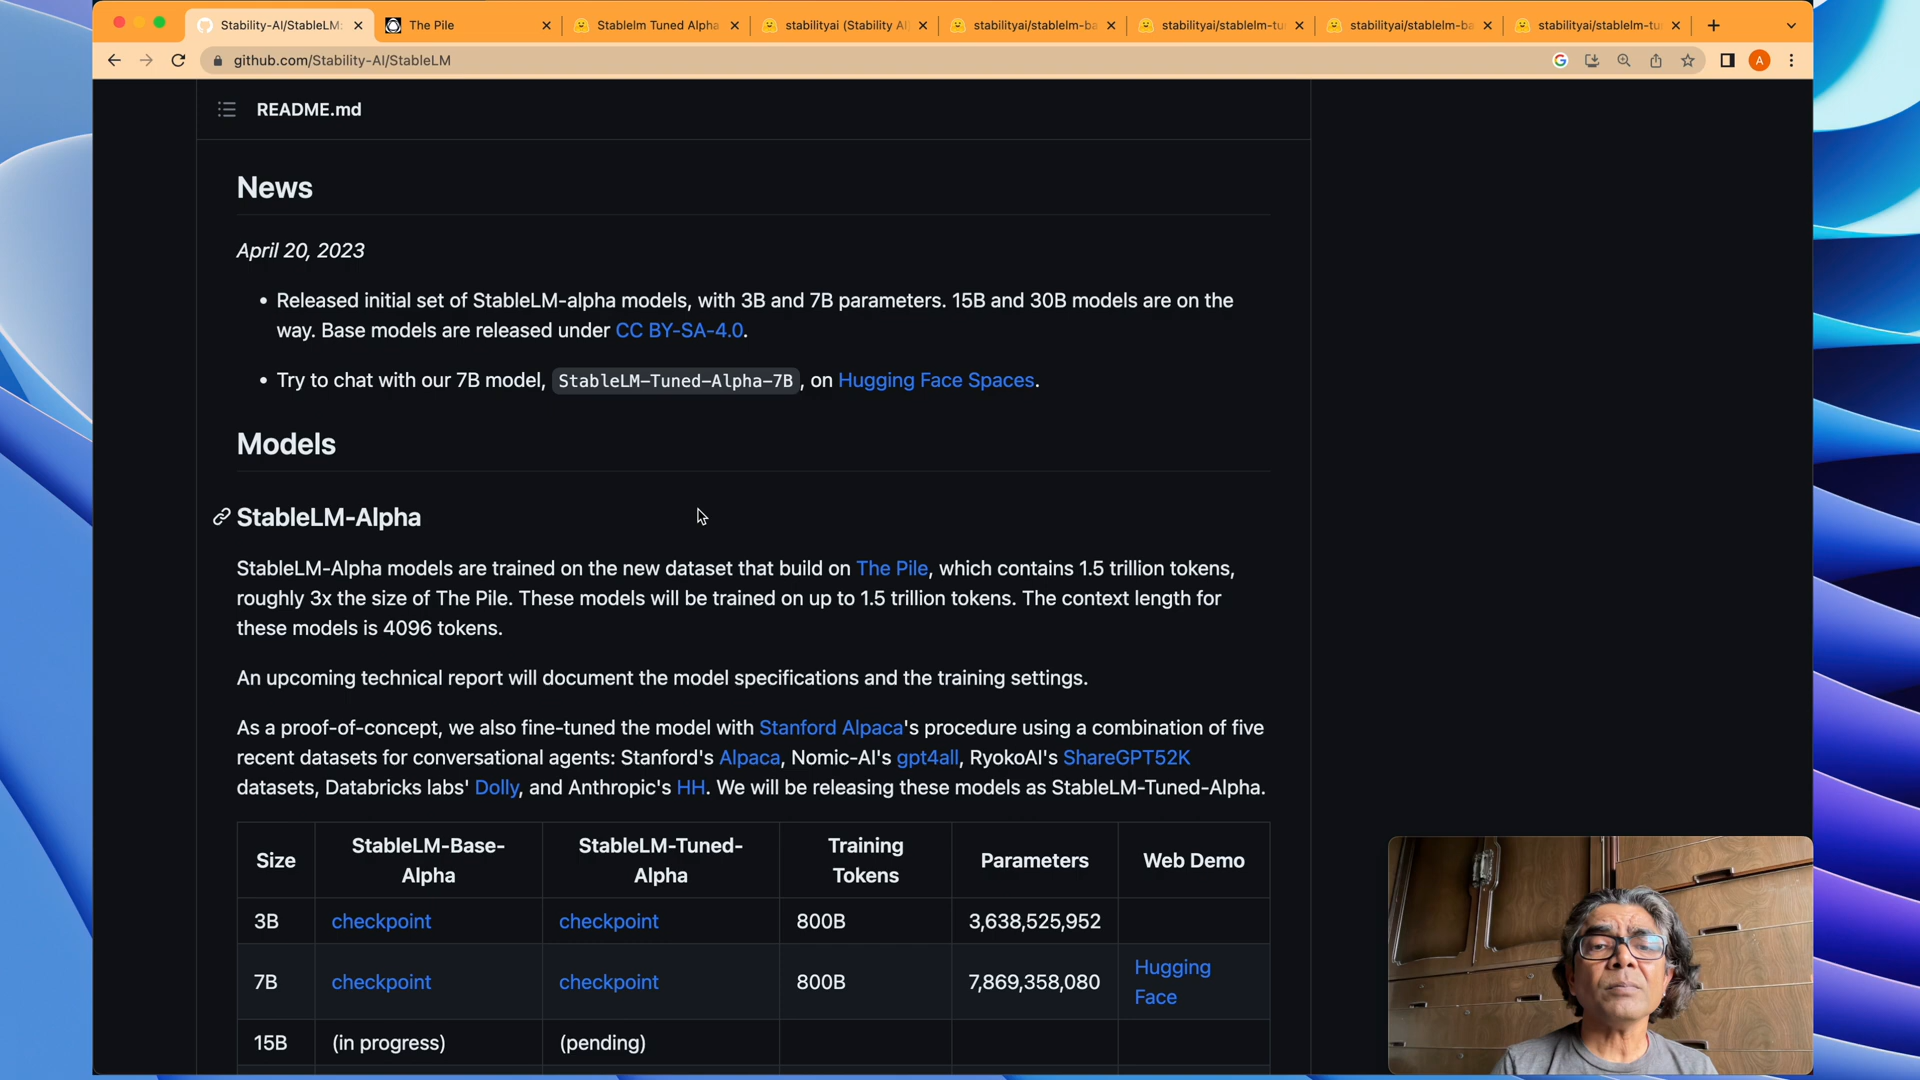 Stability-AI/StableLM:
The Pile
Stablelm Tuned Alpha
stabilityai (Stability AI)
stabilityai/stablelm-ba
stabilityai/stablelm-tu
stabilityai/stablelm-ba
stabilityai/stablelm-tu
github.com/Stability-AI/StableLM
A
README.md
News
April 20, 2023
• Released initial set of StableLM-alpha models, with 3B and 7B parameters. 15B and 30B models are on the
way. Base models are released under CC BY-SA-4.0.
• Try to chat with our 7B model, StableLM-Tuned-Alpha-7B, on Hugging Face Spaces.
Models
StableLM-Alpha
StableLM-Alpha models are trained on the new dataset that build on The Pile, which contains 1.5 trillion tokens,
roughly 3x the size of The Pile. These models will be trained on up to 1.5 trillion tokens. The context length for
these models is 4096 tokens.
An upcoming technical report will document the model specifications and the training settings.
As a proof-of-concept, we also fine-tuned the model with Stanford Alpaca's procedure using a combination of five
recent datasets for conversational agents: Stanford's Alpaca, Nomic-AI's gpt4all, RyokoAI's ShareGPT52K
datasets, Databricks labs' Dolly, and Anthropic's HH. We will be releasing these models as StableLM-Tuned-Alpha.
Size StableLM-Base-Alpha StableLM-Tuned-Alpha Training Tokens Parameters Web Demo
3B checkpoint checkpoint 800B 3,638,525,952
7B checkpoint checkpoint 800B 7,869,358,080 Hugging Face
15B (in progress) (pending)